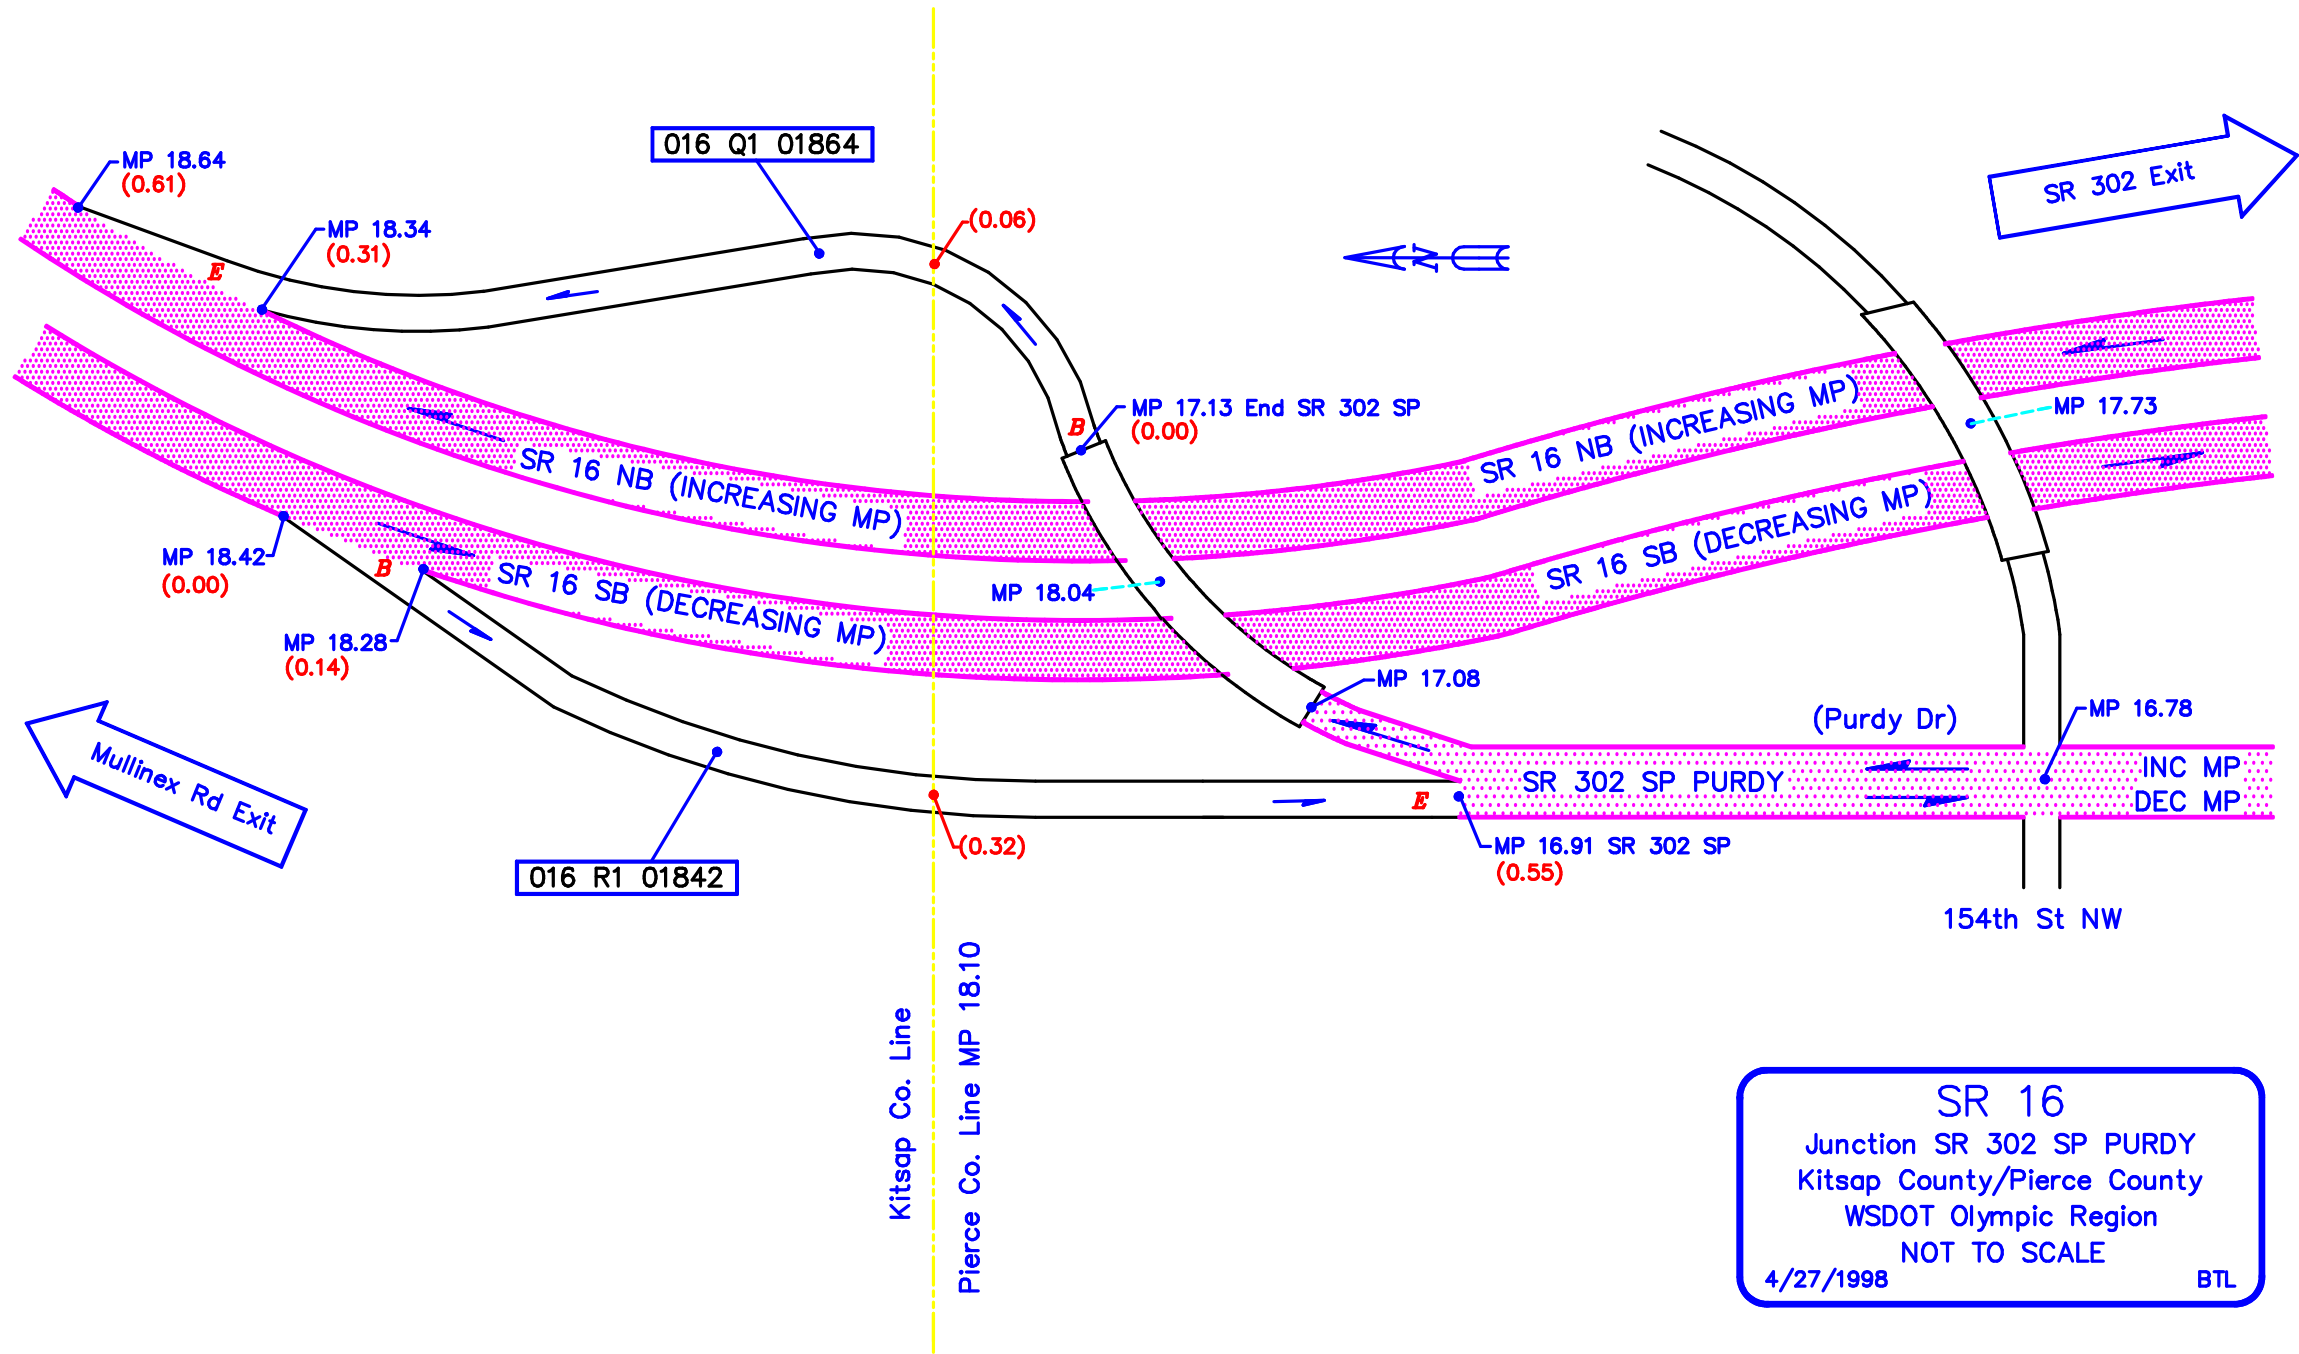 016 Q1 01864
MP 18.64
(0.61)
MP 18.34
(0.31)
E
(0.06)
N
SR 302 Exit
MP 17.13 End SR 302 SP
(0.00)
B
MP 17.73
SR 16 NB (INCREASING MP)
SR 16 NB (INCREASING MP)
SR 16 SB (DECREASING MP)
SR 16 SB (DECREASING MP)
MP 18.42
(0.00)
B
MP 18.28
(0.14)
MP 18.04
MP 17.08
(Purdy Dr)
MP 16.78
Mullinex Rd Exit
SR 302 SP PURDY
INC MP
DEC MP
E
MP 16.91 SR 302 SP
(0.55)
(0.32)
016 R1 01842
154th St NW
Kitsap Co. Line
Pierce Co. Line MP 18.10
SR 16
Junction SR 302 SP PURDY
Kitsap County/Pierce County
WSDOT Olympic Region
NOT TO SCALE
4/27/1998 BTL